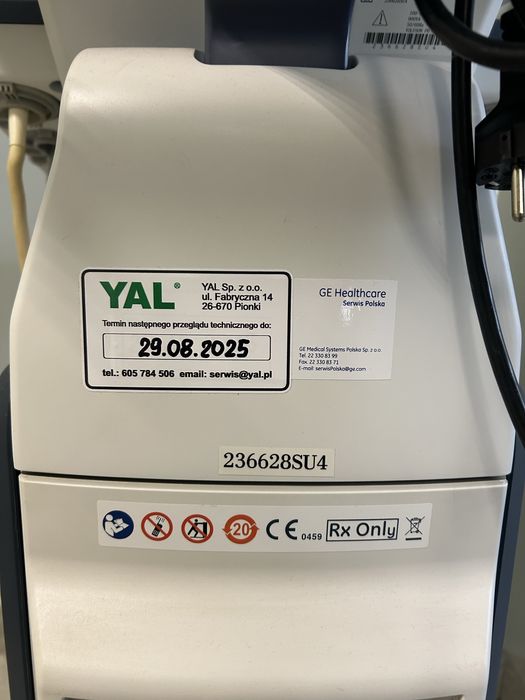 236628SU4
YAL®
YAL Sp. z o.o.
ul. Fabryczna 14
26-670 Pionki
Termin następnego przeglądu technicznego do:
29.08.2025
tel.: 605 784 506 email: serwis@yal.pl
GE Healthcare
Serwis Polska
GE Medical Systems Polska Sp. z o.o.
Tel. 22 330 83 99
Fax. 22 330 83 71
E-mail: serwisPolska@ge.com
236628SU4
20
CE 0459
Rx Only